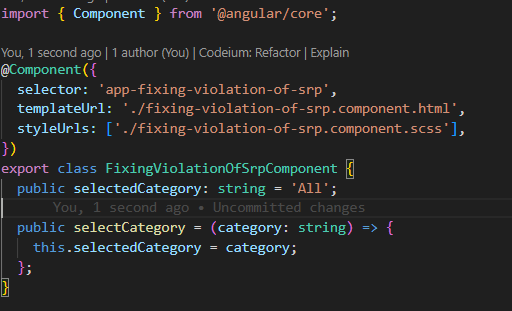 import { Component } from '@angular/core';
You, 1 second ago | 1 author (You) | Codeium: Refactor | Explain
@Component({
  selector: 'app-fixing-violation-of-srp',
  templateUrl: './fixing-violation-of-srp.component.html',
  styleUrls: ['./fixing-violation-of-srp.component.scss'],
})
export class FixingViolationOfSrpComponent {
  public selectedCategory: string = 'All';
You, 1 second ago • Uncommitted changes
  public selectCategory = (category: string) => {
    this.selectedCategory = category;
  };
}